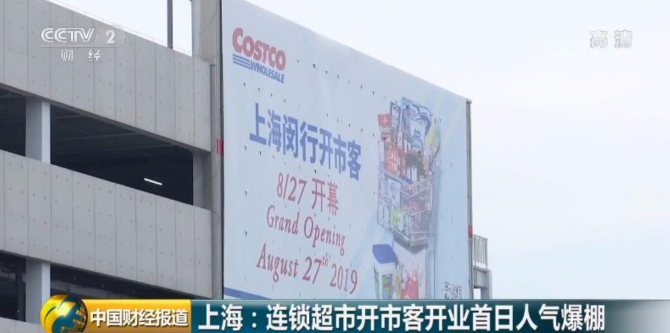 CCTV 2
财经
高清
COSTCO
WHOLESALE
上海闵行开市客
8/27 开幕
Grand Opening
August 27th 2019
中国财经报道
上海：连锁超市开市客开业首日人气爆棚